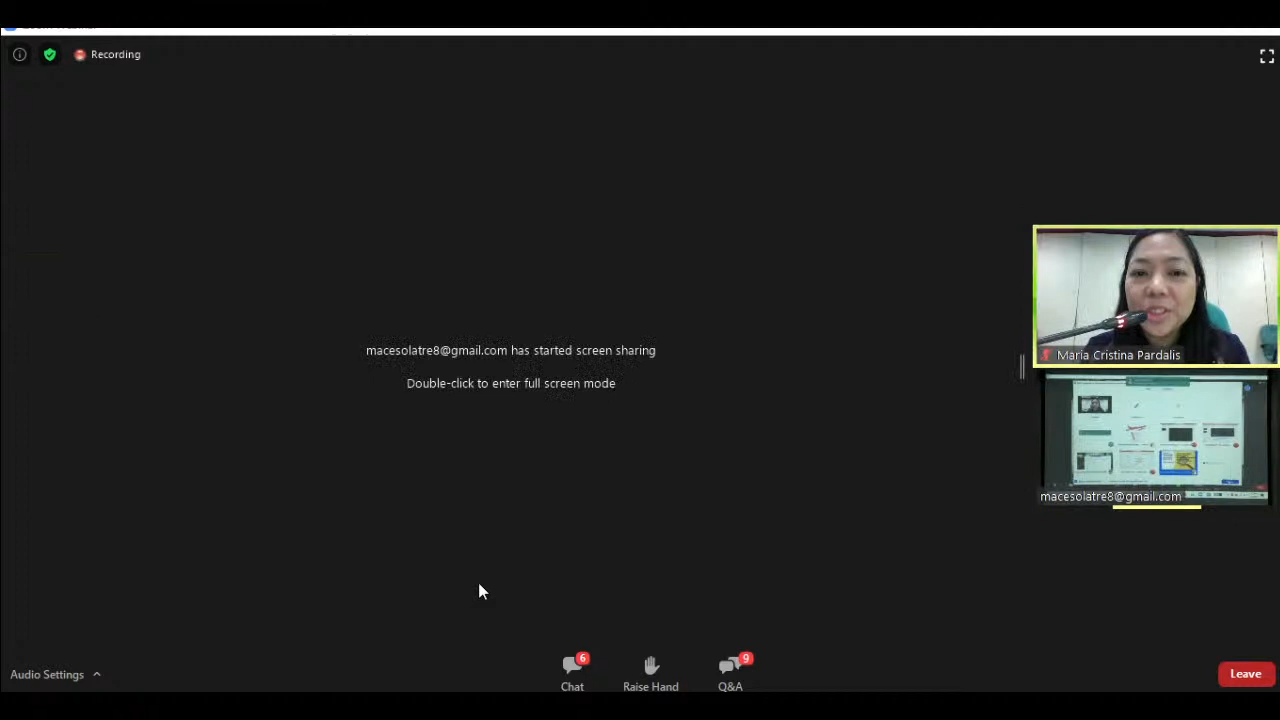 Recording
macesolatre8@gmail.com has started screen sharing
Double-click to enter full screen mode
Maria Cristina Pardalis
macesolatre8@gmail.com
Audio Settings
6
9
Chat
Raise Hand
Q&A
Leave